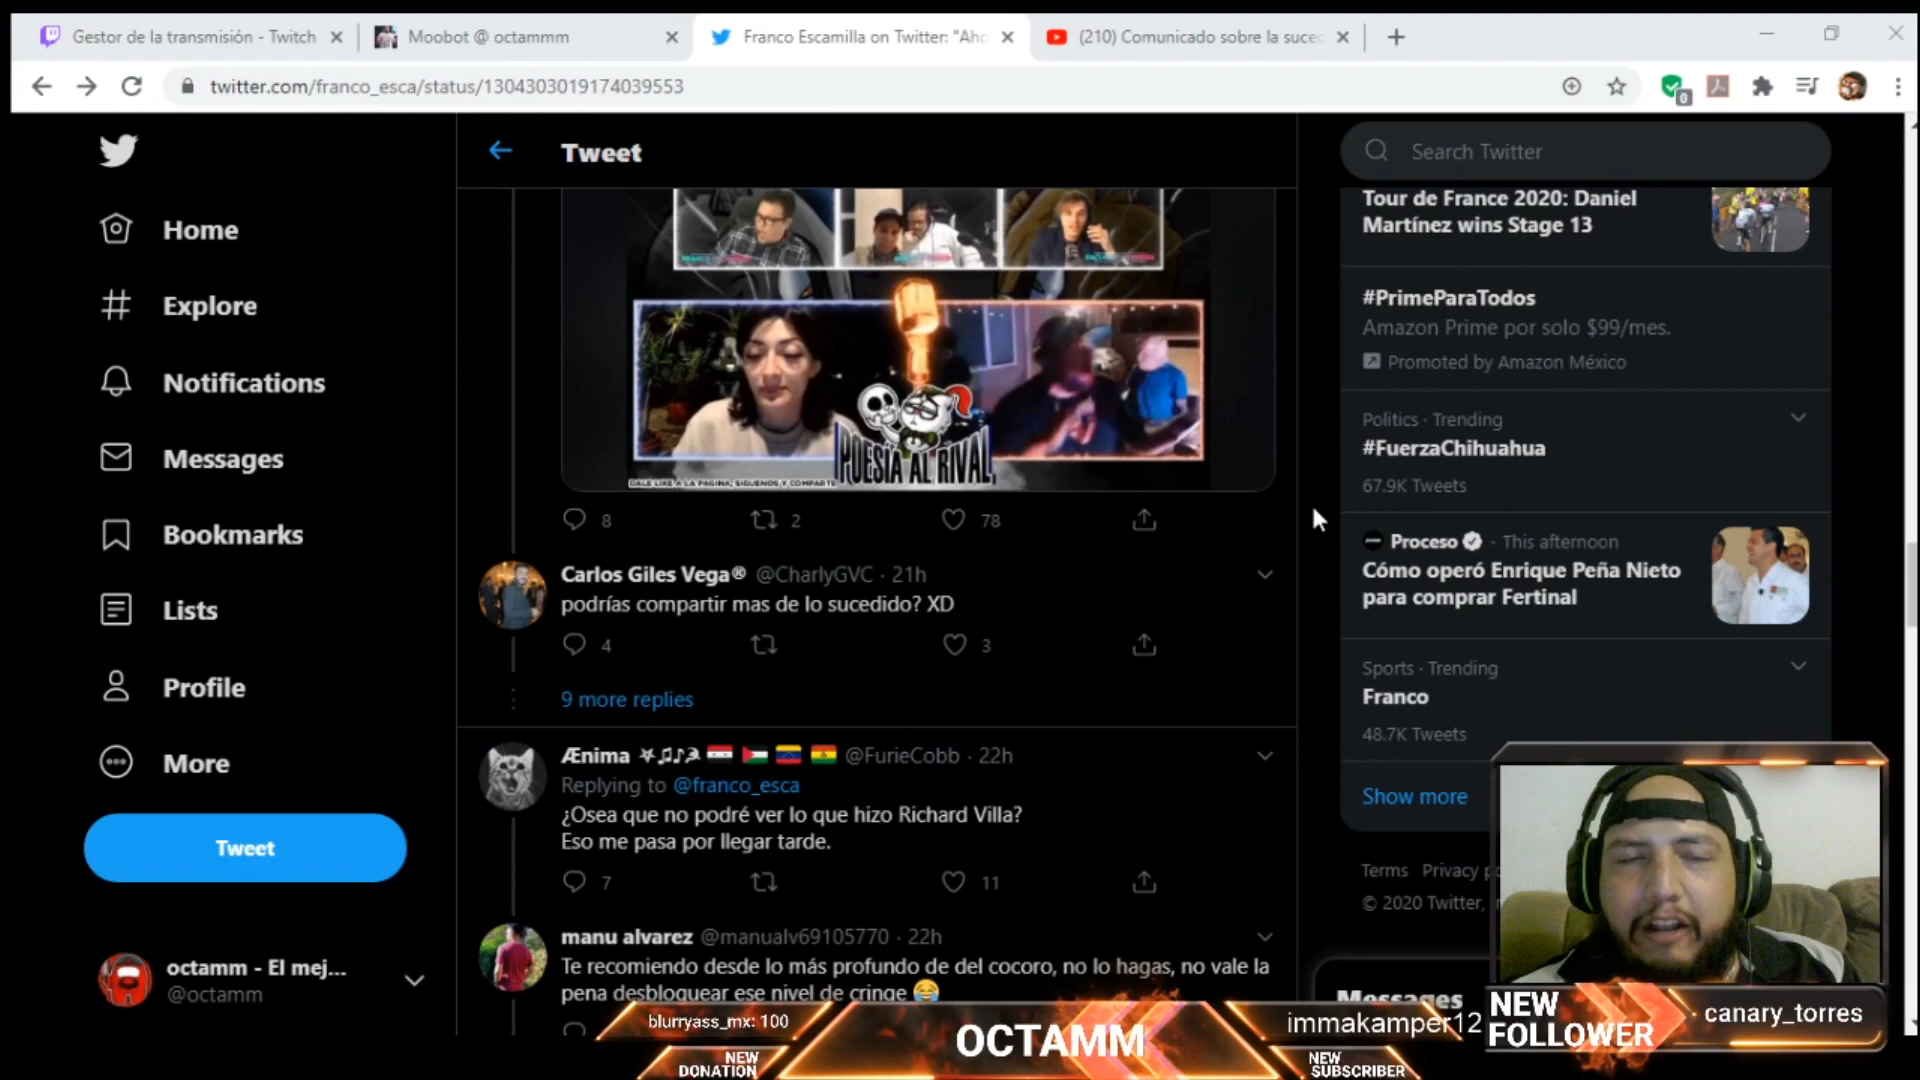 Gestor de la transmisión - Twitch
Moobot @ octammm
Franco Escamilla on Twitter: "Aho
(210) Comunicado sobre la suced
twitter.com/franco_esca/status/1304303019174039553
0
Home
Explore
Notifications
Messages
Bookmarks
Lists
Profile
More
Tweet
octamm - El mej...
@octamm
Tweet
POESÍA AL RIVAL
DALE LIKE A LA PAGINA, SIGUENOS Y COMPARTE
8
2
78
Carlos Giles Vega® @CharlyGVC · 21h
podrías compartir mas de lo sucedido? XD
4
3
9 more replies
Ænima @FurieCobb · 22h
Replying to @franco_esca
¿Osea que no podré ver lo que hizo Richard Villa?
Eso me pasa por llegar tarde.
7
11
manu alvarez @manualv69105770 · 22h
Te recomiendo desde lo más profundo de del cocoro, no lo hagas, no vale la
pena desbloquear ese nivel de cringe
Search Twitter
Tour de France 2020: Daniel
Martínez wins Stage 13
#PrimeParaTodos
Amazon Prime por solo $99/mes.
Promoted by Amazon México
Politics · Trending
#FuerzaChihuahua
67.9K Tweets
Proceso · This afternoon
Cómo operó Enrique Peña Nieto
para comprar Fertinal
Sports · Trending
Franco
48.7K Tweets
Show more
Terms Privacy po
© 2020 Twitter,
Messages
blurryass_mx: 100
NEW
DONATION
OCTAMM
immakamper12
NEW
SUBSCRIBER
NEW
FOLLOWER
canary_torres